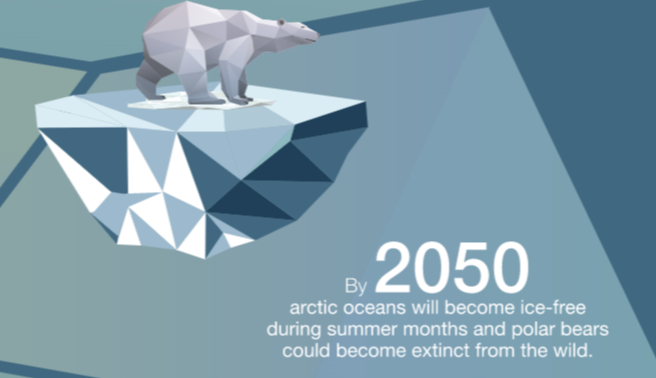 By 2050
arctic oceans will become ice-free
during summer months and polar bears
could become extinct from the wild.